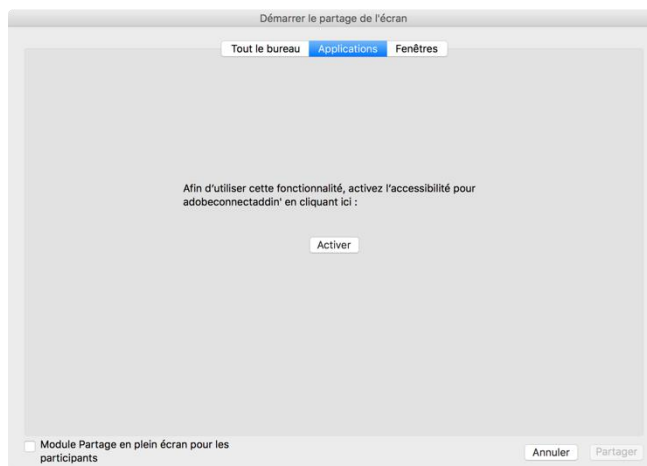 Démarrer le partage de l'écran
Tout le bureau Applications Fenêtres
Afin d'utiliser cette fonctionnalité, activez l'accessibilité pour
adobeconnectaddin' en cliquant ici :
Activer
Module Partage en plein écran pour les
participants
Annuler Partager